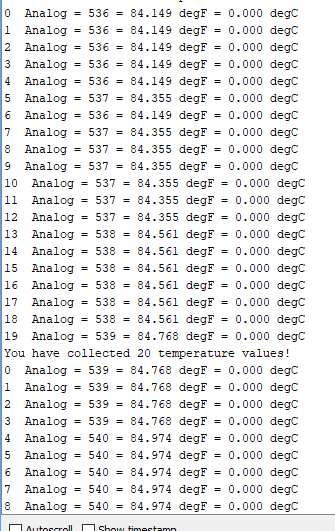 0 Analog = 536 = 84.149 degF = 0.000 degC
1 Analog = 536 = 84.149 degF = 0.000 degC
2 Analog = 536 = 84.149 degF = 0.000 degC
3 Analog = 536 = 84.149 degF = 0.000 degC
4 Analog = 536 = 84.149 degF = 0.000 degC
5 Analog = 537 = 84.355 degF = 0.000 degC
6 Analog = 536 = 84.149 degF = 0.000 degC
7 Analog = 537 = 84.355 degF = 0.000 degC
8 Analog = 537 = 84.355 degF = 0.000 degC
9 Analog = 537 = 84.355 degF = 0.000 degC
10 Analog = 537 = 84.355 degF = 0.000 degC
11 Analog = 537 = 84.355 degF = 0.000 degC
12 Analog = 537 = 84.355 degF = 0.000 degC
13 Analog = 538 = 84.561 degF = 0.000 degC
14 Analog = 538 = 84.561 degF = 0.000 degC
15 Analog = 538 = 84.561 degF = 0.000 degC
16 Analog = 538 = 84.561 degF = 0.000 degC
17 Analog = 538 = 84.561 degF = 0.000 degC
18 Analog = 538 = 84.561 degF = 0.000 degC
19 Analog = 539 = 84.768 degF = 0.000 degC
You have collected 20 temperature values!
0 Analog = 539 = 84.768 degF = 0.000 degC
1 Analog = 539 = 84.768 degF = 0.000 degC
2 Analog = 539 = 84.768 degF = 0.000 degC
3 Analog = 539 = 84.768 degF = 0.000 degC
4 Analog = 540 = 84.974 degF = 0.000 degC
5 Analog = 540 = 84.974 degF = 0.000 degC
6 Analog = 540 = 84.974 degF = 0.000 degC
7 Analog = 540 = 84.974 degF = 0.000 degC
8 Analog = 540 = 84.974 degF = 0.000 degC
Autoscroll Show timestamp